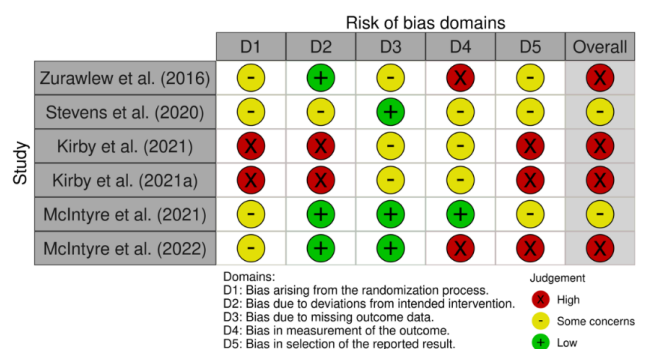 Risk of bias domains
D1 D2 D3 D4 D5 Overall
Study
Zurawlew et al. (2016) - + - X - X
Stevens et al. (2020) - - + - - -
Kirby et al. (2021) X X - - X X
Kirby et al. (2021a) X X - - X X
McIntyre et al. (2021) - + + + - -
McIntyre et al. (2022) - + + X X X
Domains:
D1: Bias arising from the randomization process.
D2: Bias due to deviations from intended intervention.
D3: Bias due to missing outcome data.
D4: Bias in measurement of the outcome.
D5: Bias in selection of the reported result.
Judgement
X High
- Some concerns
+ Low